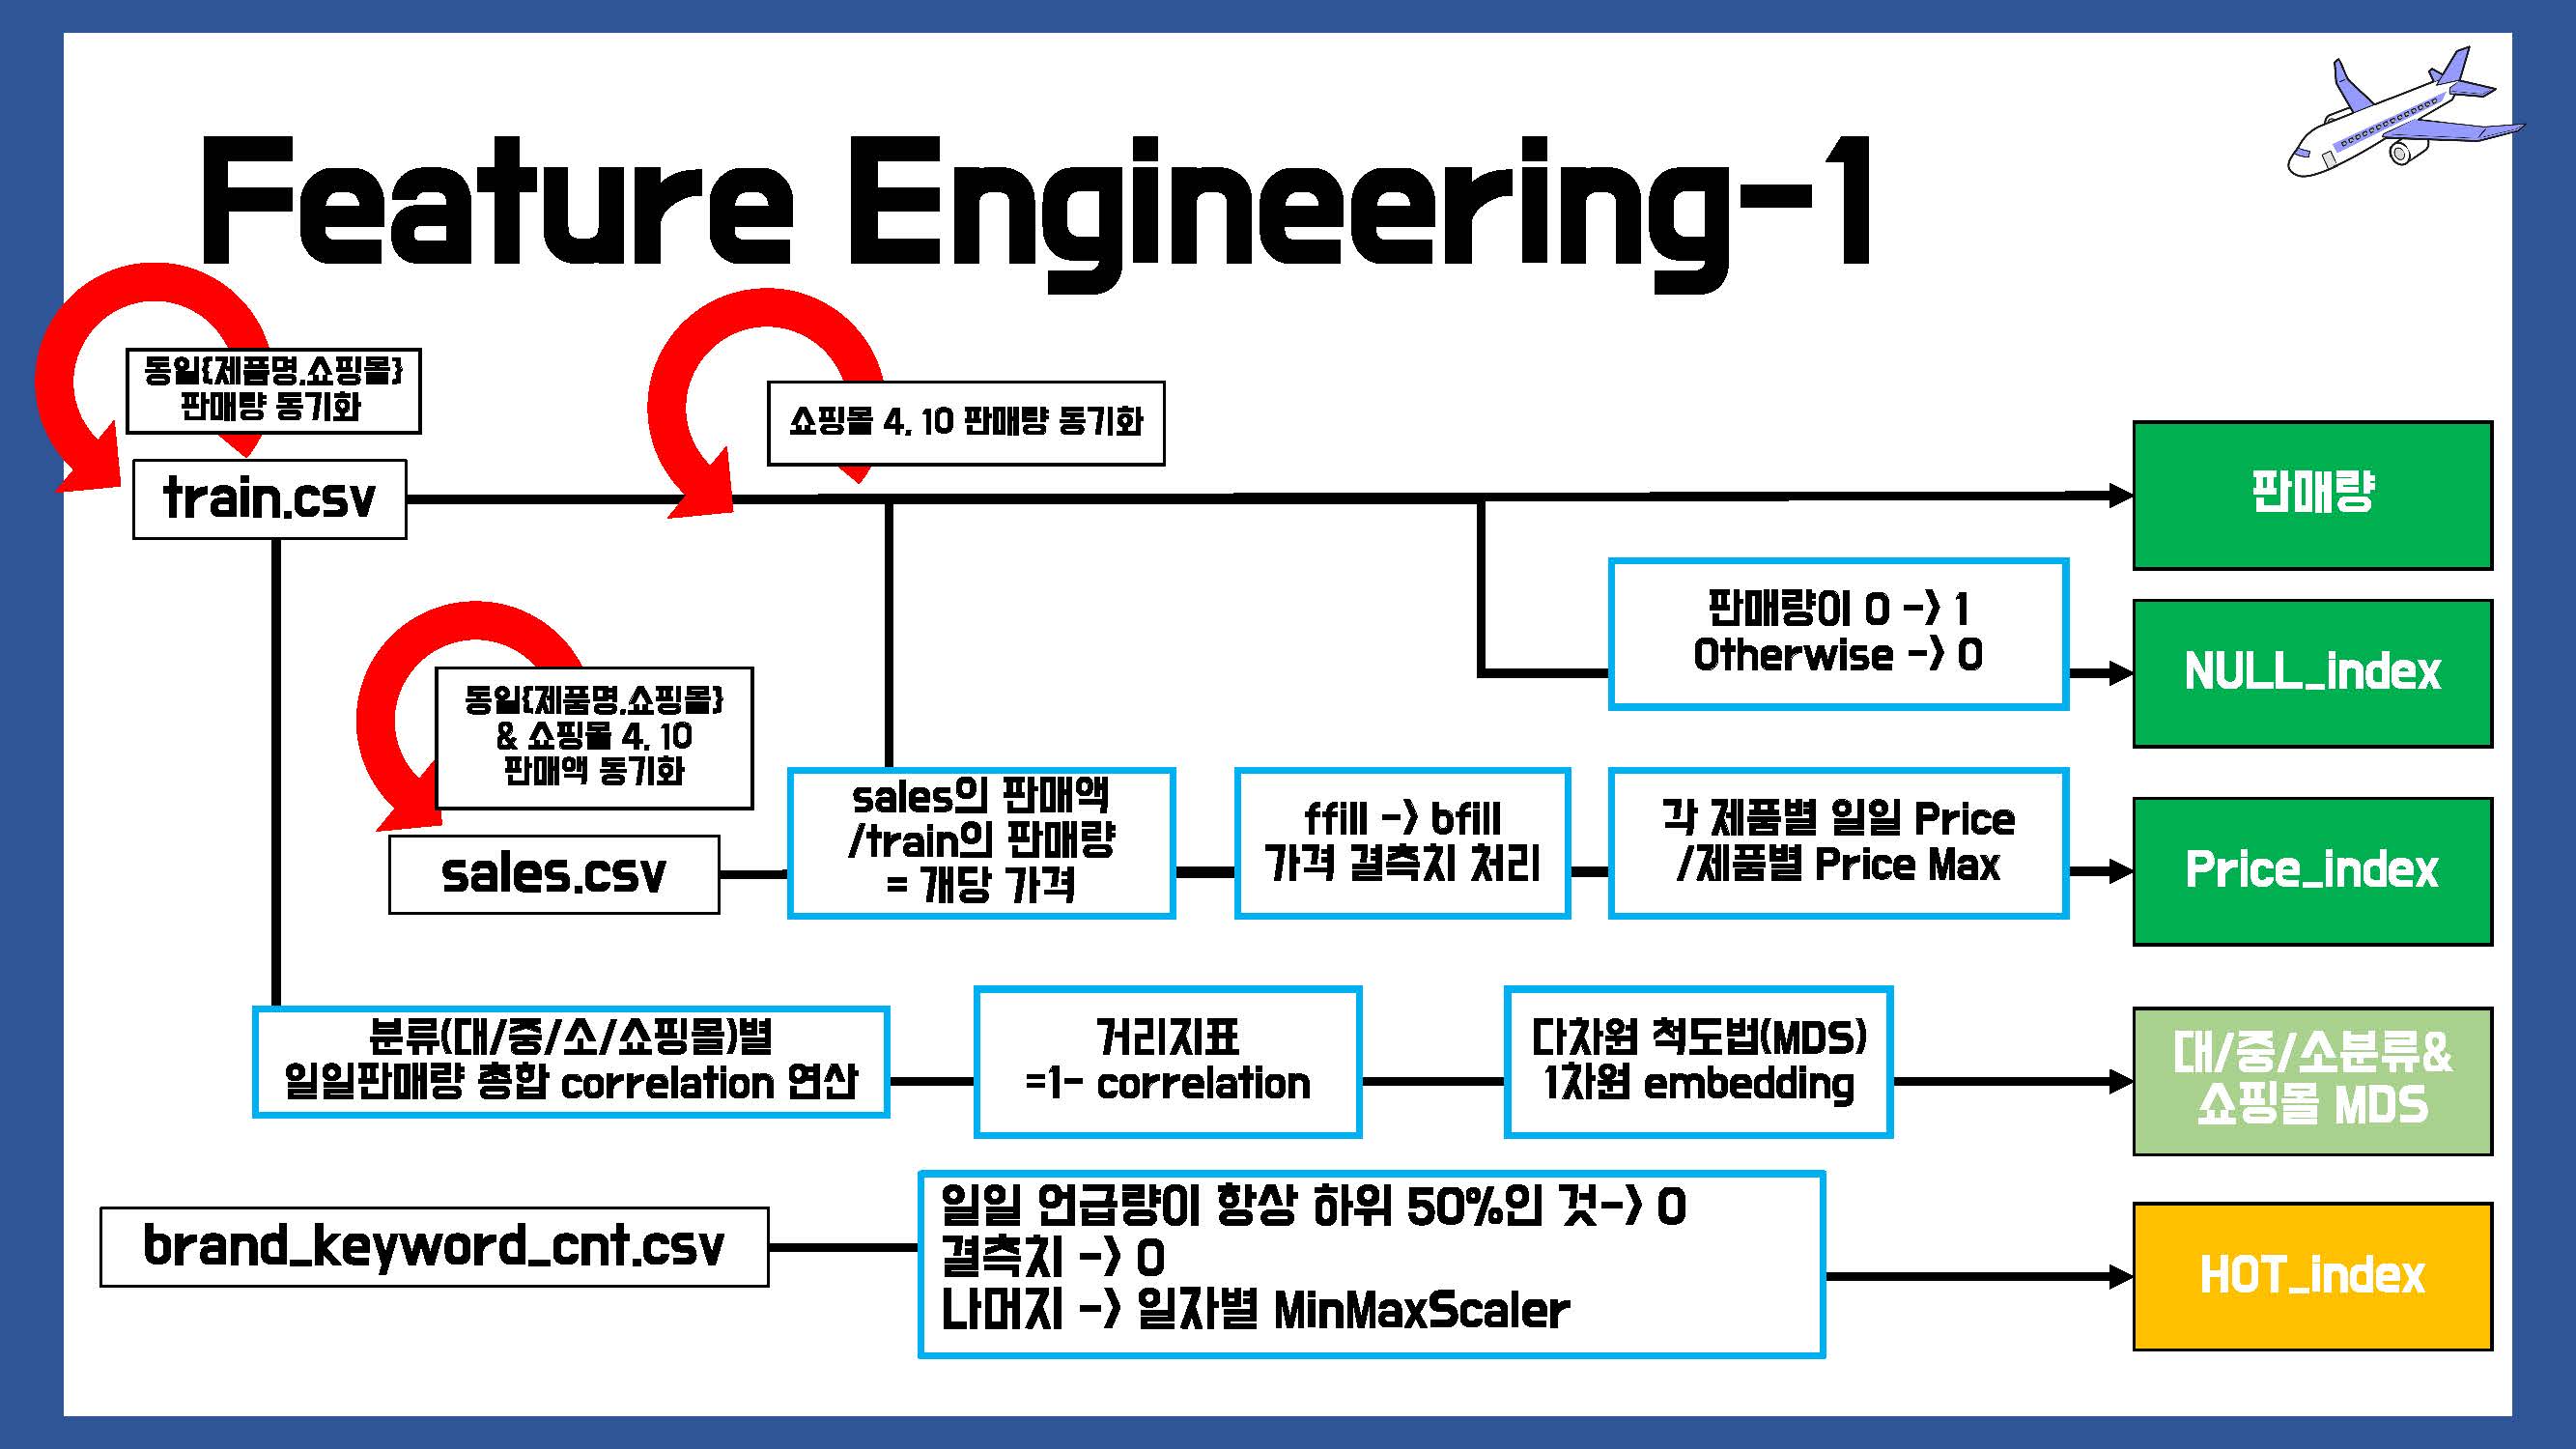 Feature Engineering-1
동일{제품명,쇼핑몰}
판매량 동기화
쇼핑몰 4, 10 판매량 동기화
train.csv
판매량
판매량이 0 -> 1
Otherwise -> 0
NULL_index
동일{제품명,쇼핑몰}
& 쇼핑몰 4, 10
판매액 동기화
sales.csv
sales의 판매액
/train의 판매량
= 개당 가격
ffill -> bfill
가격 결측치 처리
각 제품별 일일 Price
/제품별 Price Max
Price_index
분류(대/중/소/쇼핑몰)별
일일판매량 총합 correlation 연산
거리지표
=1- correlation
다차원 척도법(MDS)
1차원 embedding
대/중/소분류&
쇼핑몰 MDS
brand_keyword_cnt.csv
일일 언급량이 항상 하위 50%인 것-> 0
결측치 -> 0
나머지 -> 일자별 MinMaxScaler
HOT_index